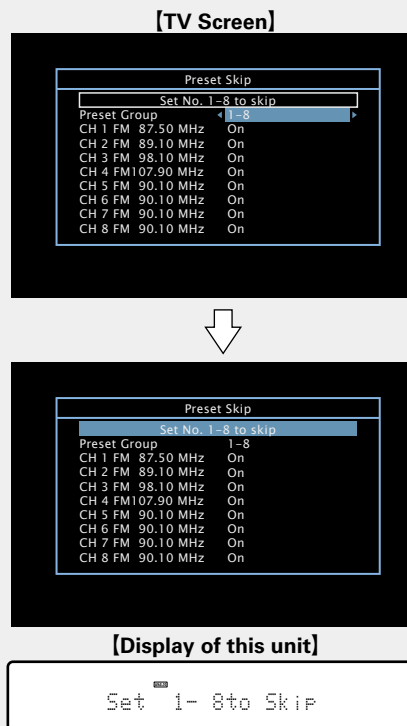 【TV Screen】
Preset Skip
Set No. 1–8 to skip
Preset Group 1–8
CH 1 FM 87.50 MHz On
CH 2 FM 89.10 MHz On
CH 3 FM 98.10 MHz On
CH 4 FM107.90 MHz On
CH 5 FM 90.10 MHz On
CH 6 FM 90.10 MHz On
CH 7 FM 90.10 MHz On
CH 8 FM 90.10 MHz On
Preset Skip
Set No. 1–8 to skip
Preset Group 1–8
CH 1 FM 87.50 MHz On
CH 2 FM 89.10 MHz On
CH 3 FM 98.10 MHz On
CH 4 FM107.90 MHz On
CH 5 FM 90.10 MHz On
CH 6 FM 90.10 MHz On
CH 7 FM 90.10 MHz On
CH 8 FM 90.10 MHz On
【Display of this unit】
Set 1- 8to Skip